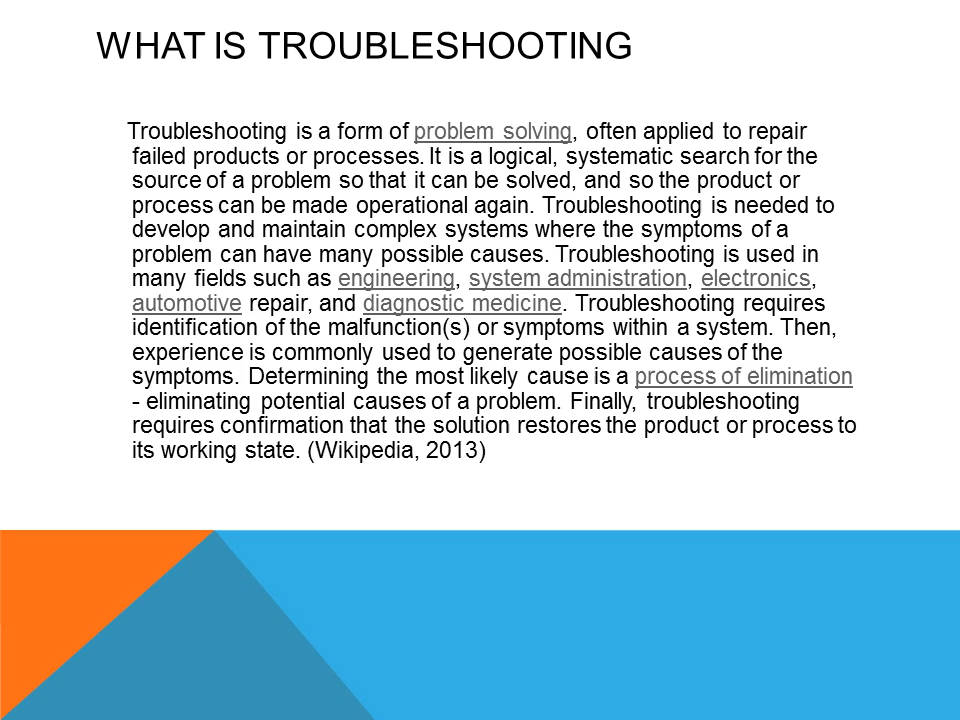 WHAT IS TROUBLESHOOTING
Troubleshooting is a form of problem solving, often applied to repair
failed products or processes. It is a logical, systematic search for the
source of a problem so that it can be solved, and so the product or
process can be made operational again. Troubleshooting is needed to
develop and maintain complex systems where the symptoms of a
problem can have many possible causes. Troubleshooting is used in
many fields such as engineering, system administration, electronics,
automotive repair, and diagnostic medicine. Troubleshooting requires
identification of the malfunction(s) or symptoms within a system. Then,
experience is commonly used to generate possible causes of the
symptoms. Determining the most likely cause is a process of elimination
- eliminating potential causes of a problem. Finally, troubleshooting
requires confirmation that the solution restores the product or process to
its working state. (Wikipedia, 2013)